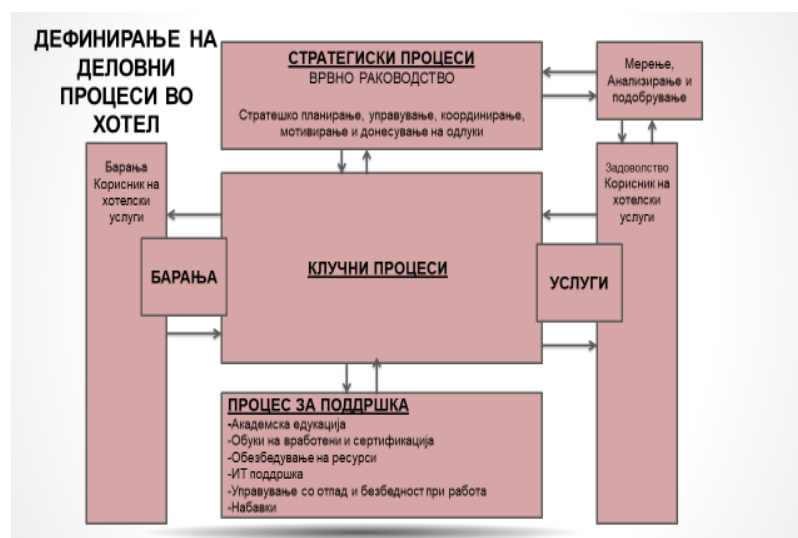 ДЕФИНИРАЊЕ НА
ДЕЛОВНИ
ПРОЦЕСИ ВО
ХОТЕЛ
СТРАТЕГИСКИ ПРОЦЕСИ
ВРВНО РАКОВОДСТВО
Стратешко планирање, управување, координирање,
мотивирање и донесување на одлуки
Мерење,
Анализирање и
подобрување
Барања
Корисник на
хотелски
услуги
БАРАЊА
КЛУЧНИ ПРОЦЕСИ
Задоволство
Корисник на
хотелски
услуги
УСЛУГИ
ПРОЦЕС ЗА ПОДДРШКА
-Академска едукација
-Обуки на вработени и сертификација
-Обезбедување на ресурси
-ИТ поддршка
-Управување со отпад и безбедност при работа
-Набавки